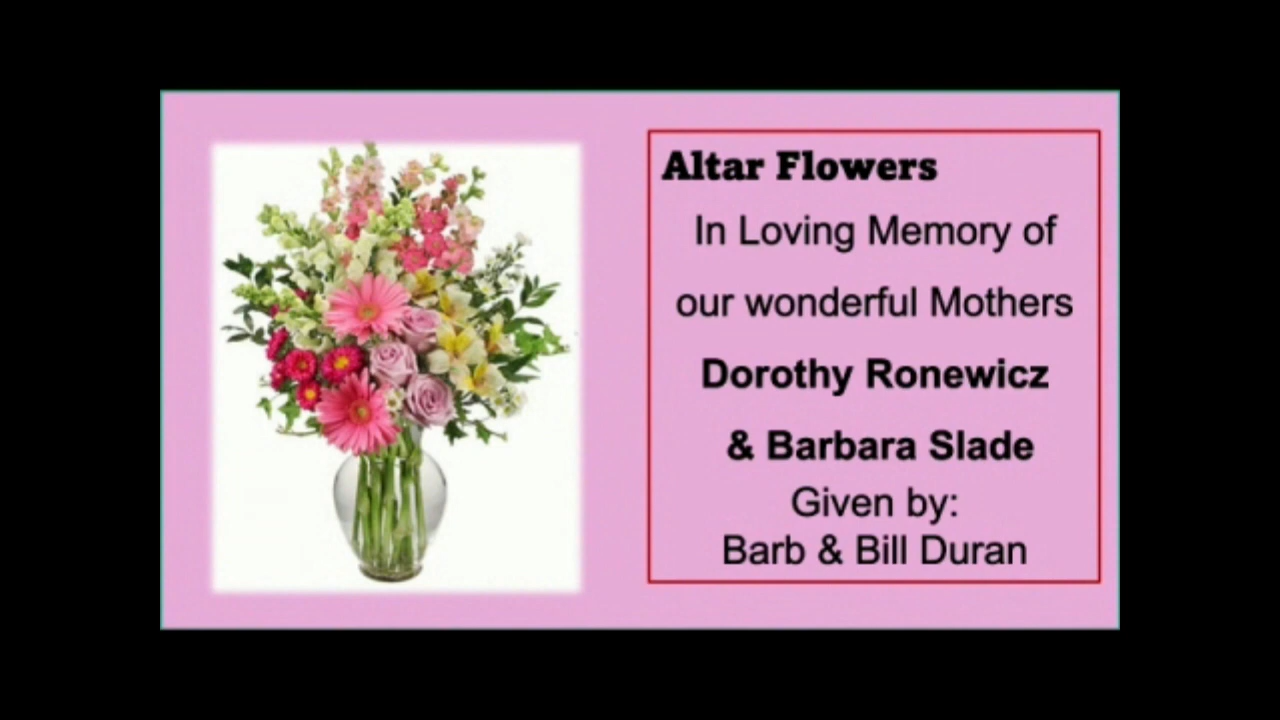 Altar Flowers
In Loving Memory of
our wonderful Mothers
Dorothy Ronewicz
& Barbara Slade
Given by:
Barb & Bill Duran